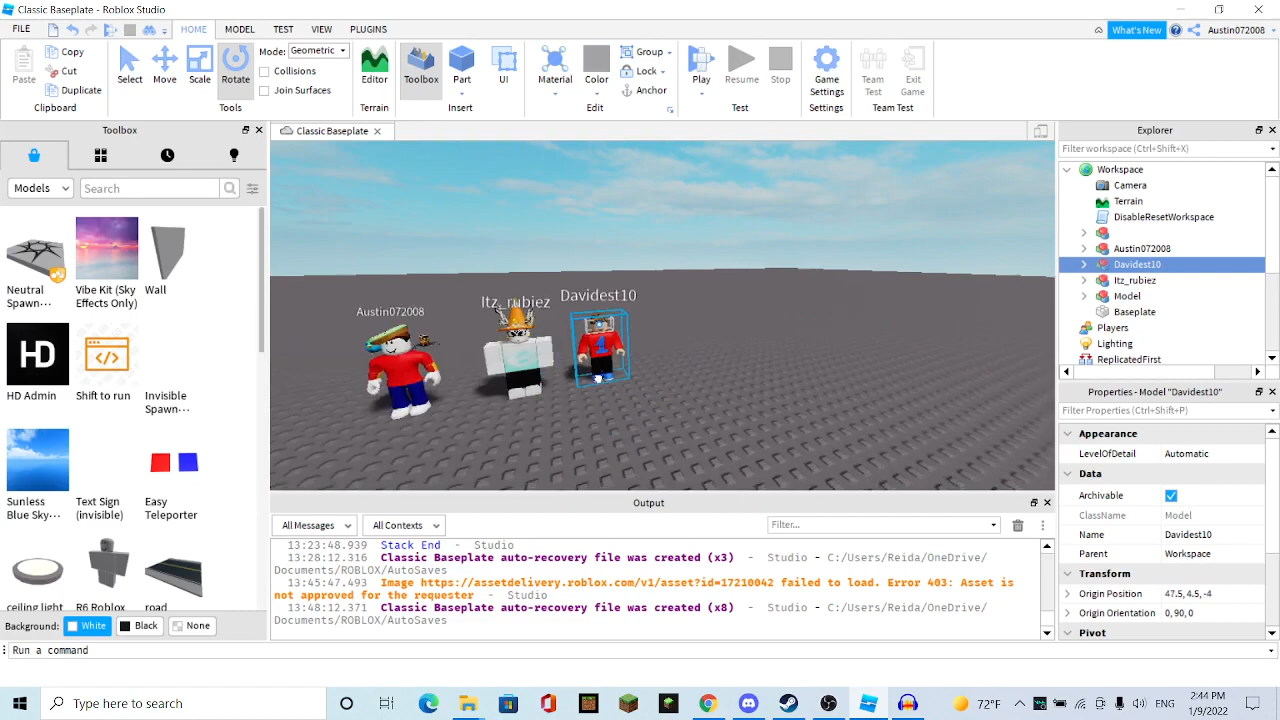 Classic Baseplate - Roblox Studio
FILE HOME MODEL TEST VIEW PLUGINS What's New Austin072008
Paste Copy Cut Duplicate Clipboard
Select Move Scale Rotate Mode: Geometric Collisions Join Surfaces Tools
Editor Terrain
Toolbox Part UI Insert
Material Color Group Lock Anchor Edit
Play Resume Stop Test
Game Settings Settings
Team Test Exit Game Team Test
Toolbox
Models Search
Neutral Spawn...
Vibe Kit (Sky Effects Only)
Wall
HD
HD Admin
Shift to run
Invisible Spawn...
Sunless Blue Sky...
Text Sign (invisible)
Easy Teleporter
ceiling light
R6 Roblox
road
Background: White Black None
Classic Baseplate
Austin072008
Itz_rubiez
Davidest10
1
Output
All Messages All Contexts Filter...
13:23:48.939 Stack End - Studio
13:28:12.316 Classic Baseplate auto-recovery file was created (x3) - Studio - C:/Users/Reida/OneDrive/
Documents/ROBLOX/AutoSaves
13:45:47.493 Image https://assetdelivery.roblox.com/v1/asset?id=17210042 failed to load. Error 403: Asset is
not approved for the requester - Studio
13:48:12.371 Classic Baseplate auto-recovery file was created (x8) - Studio - C:/Users/Reida/OneDrive/
Documents/ROBLOX/AutoSaves
Run a command
Explorer
Filter workspace (Ctrl+Shift+X)
Workspace
Camera
Terrain
DisableResetWorkspace
Austin072008
Davidest10
Itz_rubiez
Model
Baseplate
Players
Lighting
ReplicatedFirst
Properties - Model "Davidest10"
Filter Properties (Ctrl+Shift+P)
Appearance
LevelOfDetail Automatic
Data
Archivable
ClassName Model
Name Davidest10
Parent Workspace
Transform
Origin Position 47.5, 4.5, -4
Origin Orientation 0, 90, 0
Pivot
Type here to search
72°F ENG 2:44 PM
1/9/2022